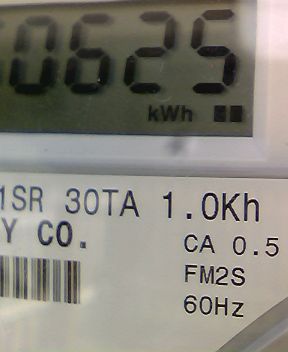 0625
kWh
1SR 30TA 1.0Kh
Y CO.
CA 0.5
FM2S
60Hz